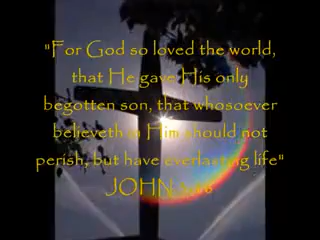 "For God so loved the world,
that He gave His only
begotten son, that whosoever
believeth in Him should not
perish, but have everlasting life"
JOHN 3:16